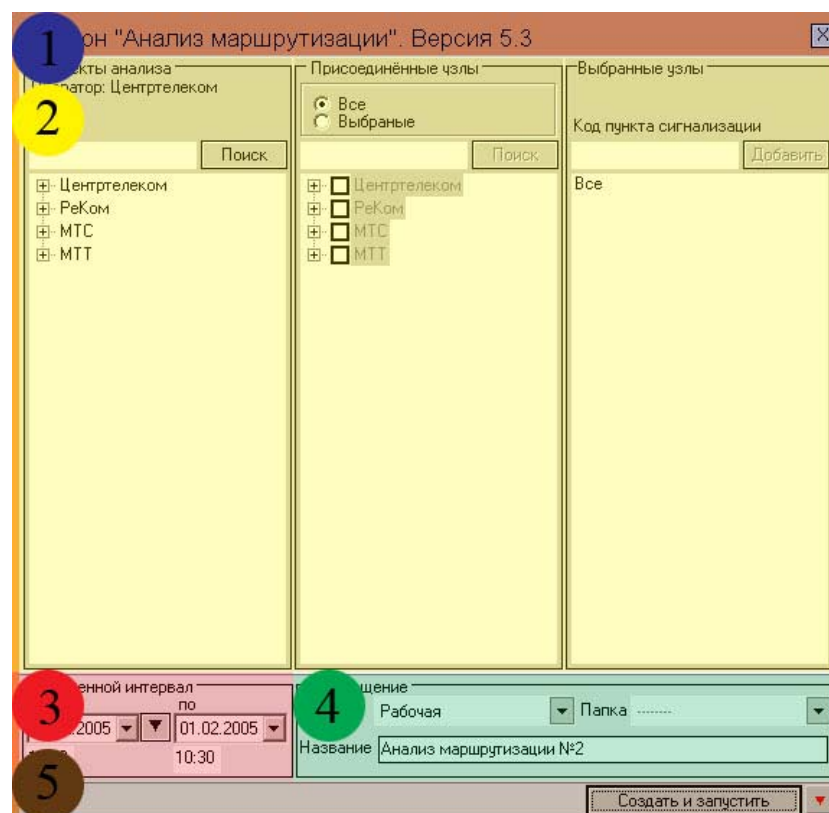 1
он "Анализ маршрутизации". Версия 5.3
екты анализа
ратор: Центртелеком
2
Поиск
Центртелеком
РеКом
МТС
МТТ
Присоединённые узлы
Все
Выбраные
Поиск
Центртелеком
РеКом
МТС
МТТ
Выбранные узлы
Код пункта сигнализации
Добавить
Все
3
енной интервал
по
.2005 01.02.2005
10:30
4
щение
Рабочая Папка --------
Название Анализ маршрутизации №2
5
Создать и запустить